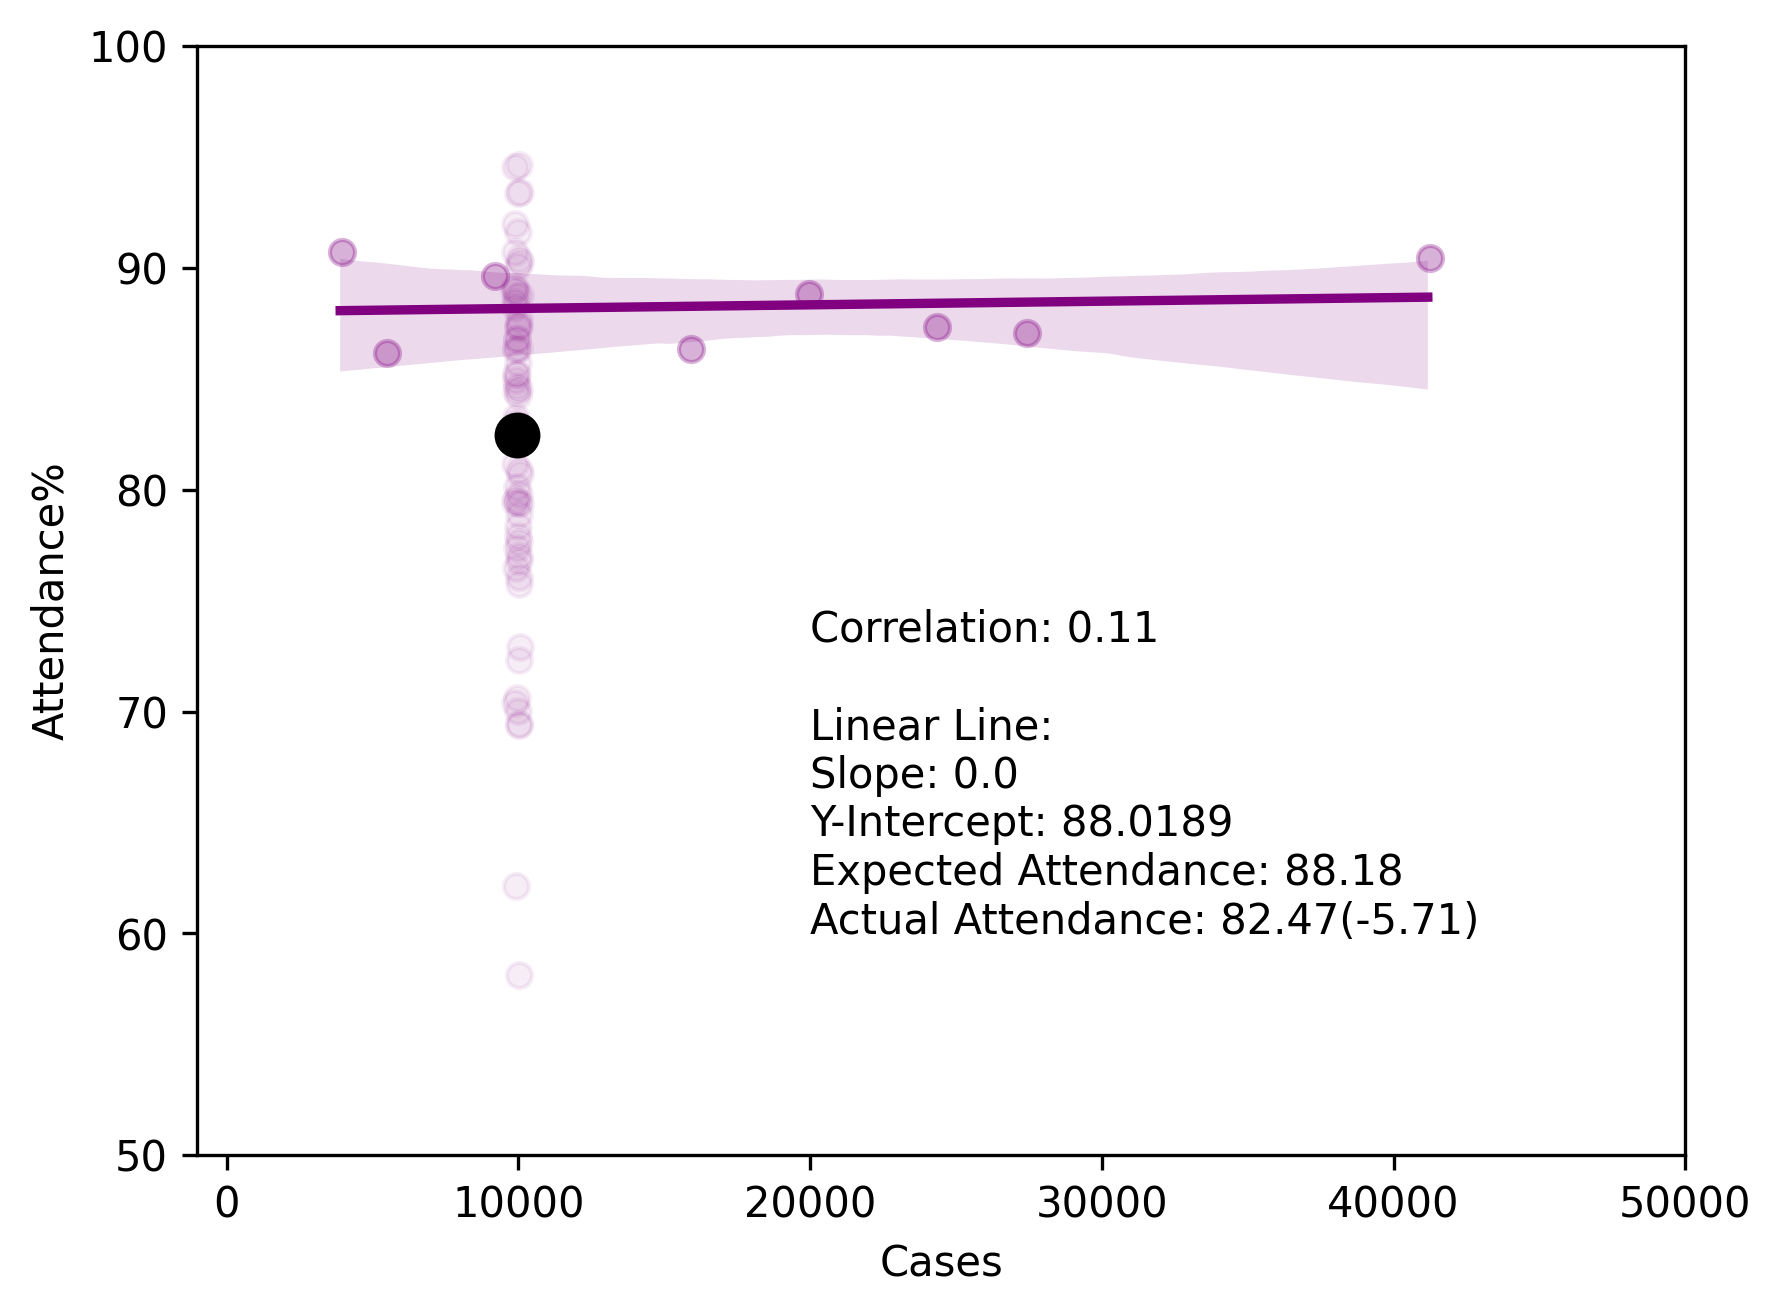 100
90
80
70
60
50
Attendance%
Correlation: 0.11
Linear Line:
Slope: 0.0
Y-Intercept: 88.0189
Expected Attendance: 88.18
Actual Attendance: 82.47(-5.71)
0 10000 20000 30000 40000 50000
Cases